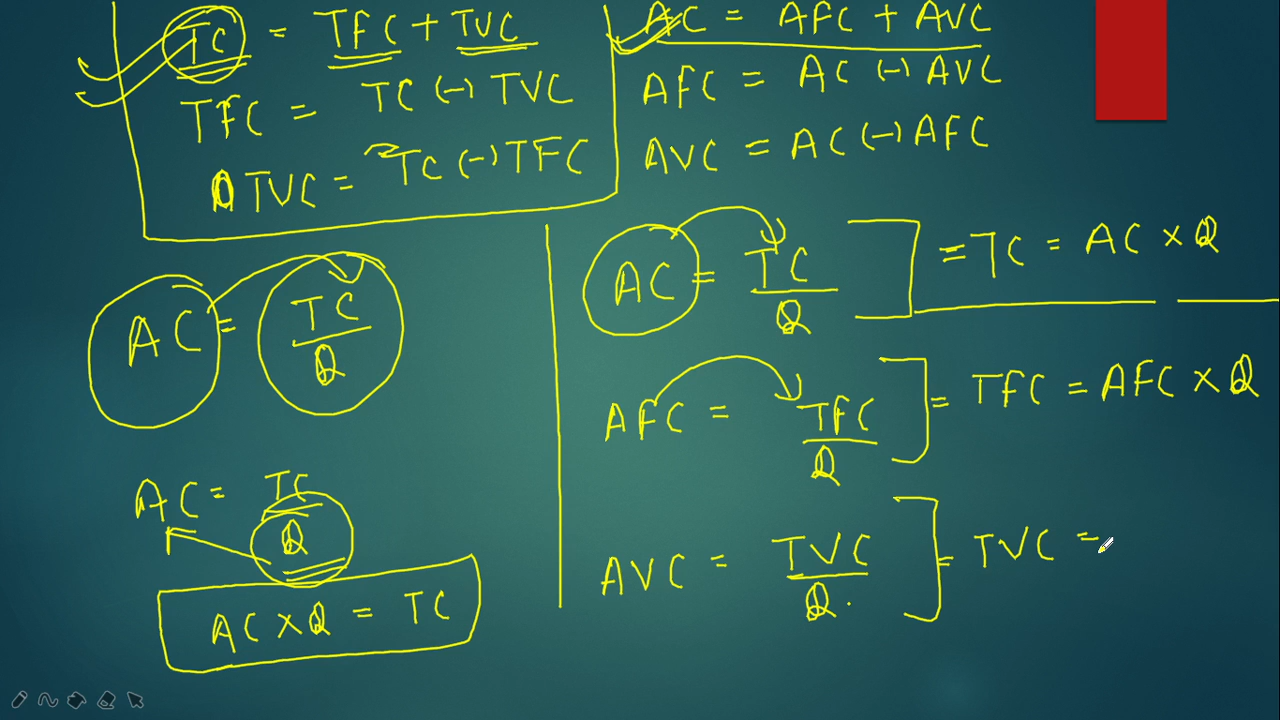 TC = TFC + TVC
TFC = TC (-) TVC
TVC = TC (-) TFC
AC = AFC + AVC
AFC = AC (-) AVC
AVC = AC (-) AFC
AC = TC/Q
AC = TC/Q
AC X Q = TC
AC = TC/Q = TC = AC X Q
AFC = TFC/Q = TFC = AFC X Q
AVC = TVC/Q. = TVC =